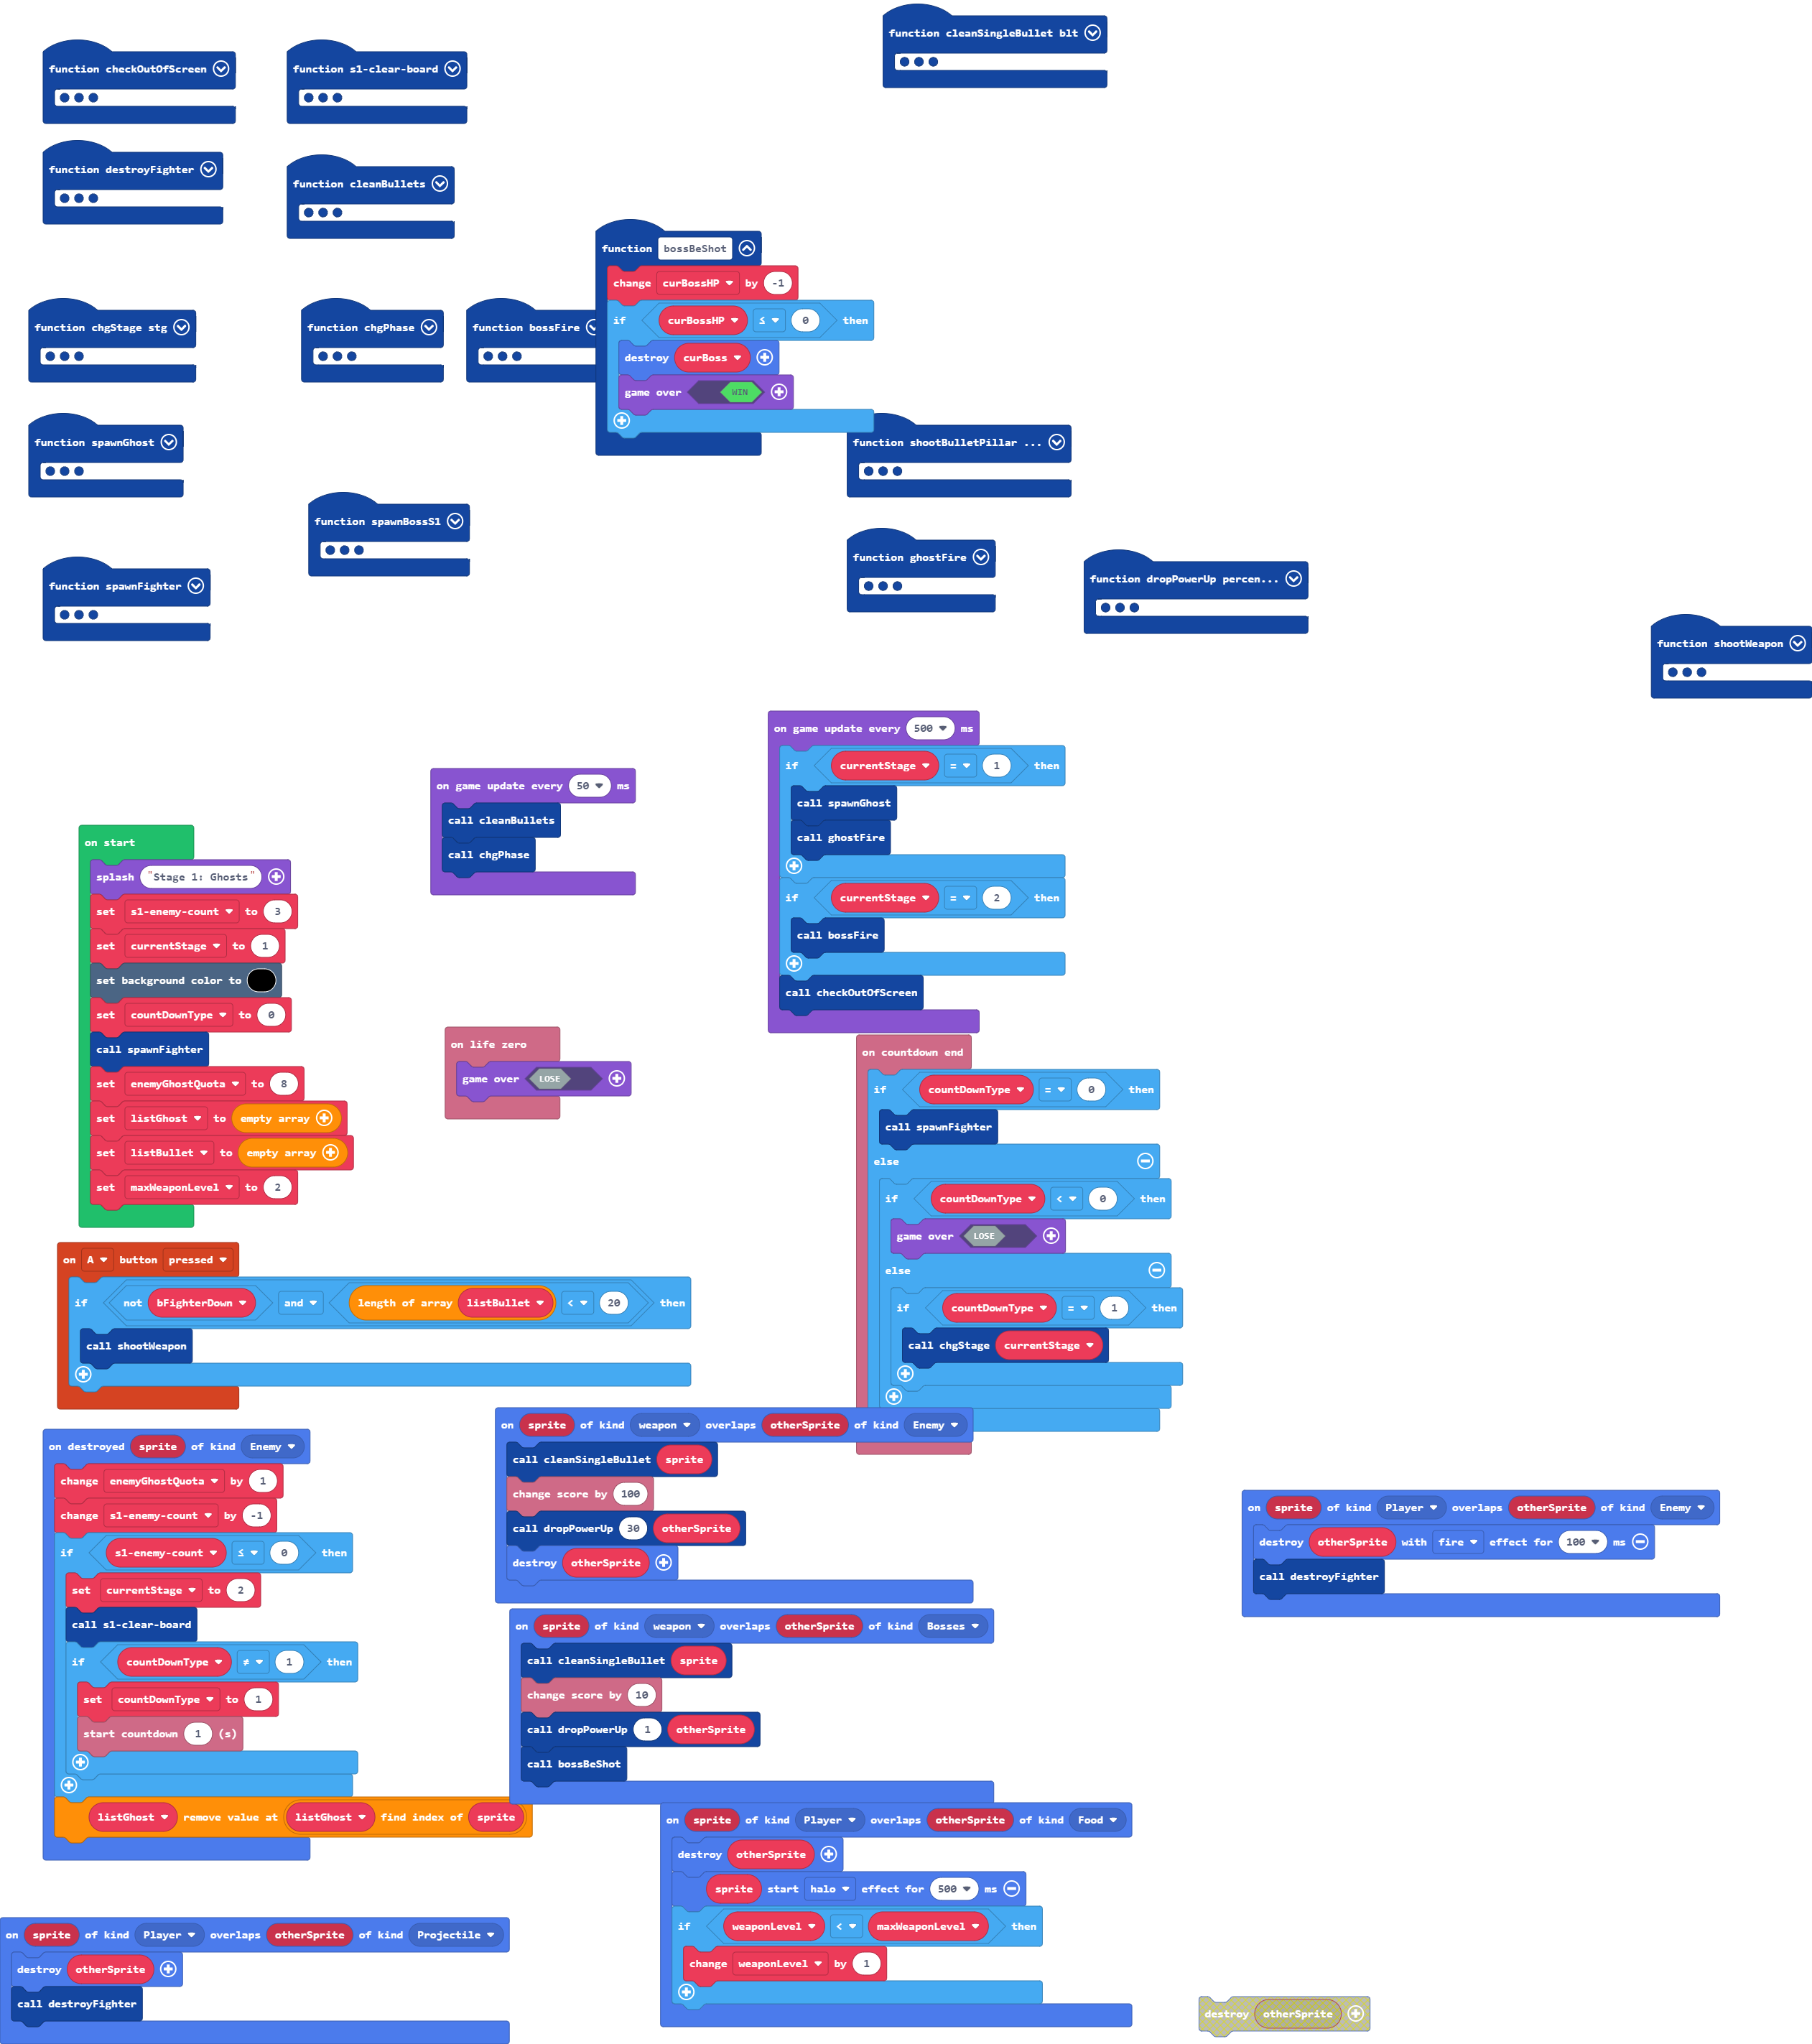 function cleanSingleBullet blt
function checkOutOfScreen
function s1-clear-board
function destroyFighter
function cleanBullets
function bossBeShot
change curBossHP by -1
if curBossHP ≤ 0 then
destroy curBoss
game over WIN
function chgStage stg
function chgPhase
function bossFire
function spawnGhost
function shootBulletPillar ...
function spawnBossS1
function ghostFire
function dropPowerUp percen...
function spawnFighter
function shootWeapon
on game update every 500 ms
if currentStage = 1 then
call spawnGhost
call ghostFire
if currentStage = 2 then
call bossFire
call checkOutOfScreen
on game update every 50 ms
call cleanBullets
call chgPhase
on start
splash "Stage 1: Ghosts"
set s1-enemy-count to 3
set currentStage to 1
set background color to
set countDownType to 0
call spawnFighter
set enemyGhostQuota to 8
set listGhost to empty array
set listBullet to empty array
set maxWeaponLevel to 2
on life zero
game over LOSE
on countdown end
if countDownType = 0 then
call spawnFighter
else
if countDownType < 0 then
game over LOSE
else
if countDownType = 1 then
call chgStage currentStage
on A button pressed
if not bFighterDown and length of array listBullet < 20 then
call shootWeapon
on sprite of kind weapon overlaps otherSprite of kind Enemy
call cleanSingleBullet sprite
change score by 100
call dropPowerUp 30 otherSprite
destroy otherSprite
on destroyed sprite of kind Enemy
change enemyGhostQuota by 1
change s1-enemy-count by -1
if s1-enemy-count ≤ 0 then
set currentStage to 2
call s1-clear-board
if countDownType ≠ 1 then
set countDownType to 1
start countdown 1 (s)
listGhost remove value at listGhost find index of sprite
on sprite of kind Player overlaps otherSprite of kind Enemy
destroy otherSprite with fire effect for 100 ms
call destroyFighter
on sprite of kind weapon overlaps otherSprite of kind Bosses
call cleanSingleBullet sprite
change score by 10
call dropPowerUp 1 otherSprite
call bossBeShot
on sprite of kind Player overlaps otherSprite of kind Food
destroy otherSprite
sprite start halo effect for 500 ms
if weaponLevel < maxWeaponLevel then
change weaponLevel by 1
on sprite of kind Player overlaps otherSprite of kind Projectile
destroy otherSprite
call destroyFighter
destroy otherSprite